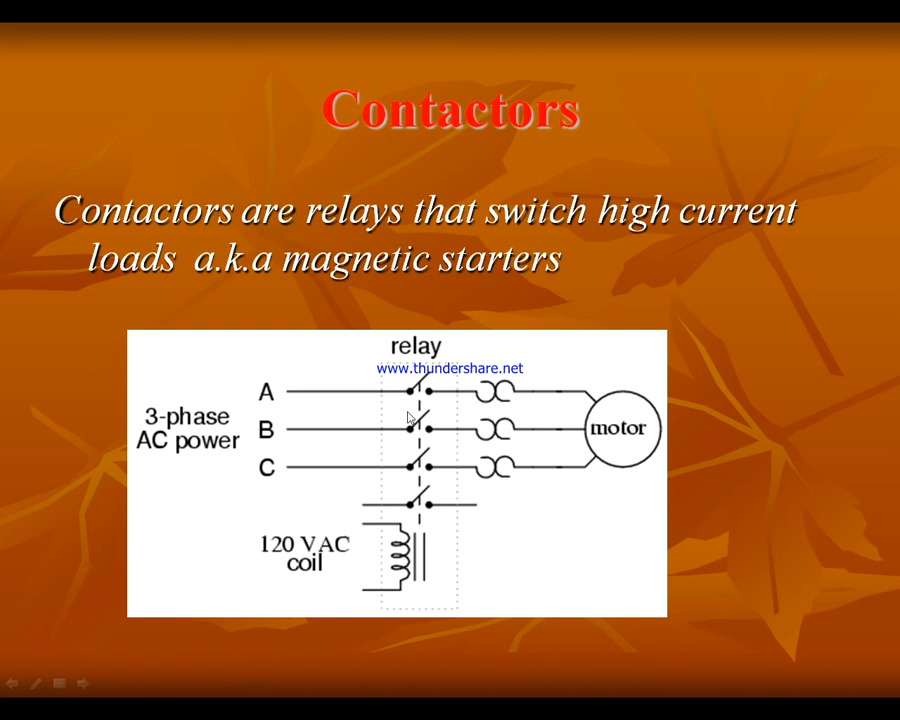 Contactors
Contactors are relays that switch high current
loads a.k.a magnetic starters
relay
www.thundershare.net
A
3-phase
AC power
B
motor
C
120 VAC
coil